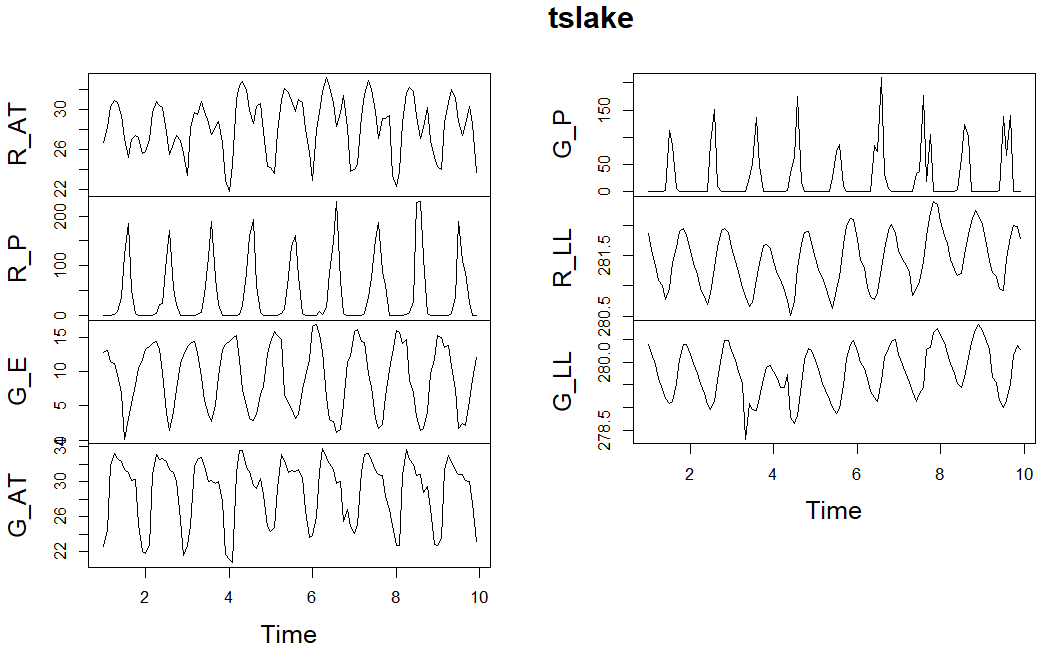 tslake
R_AT
22 26 30
R_P
0 100 200
G_E
0 5 10 15
G_AT
22 26 30 34
2 4 6 8 10
Time
G_P
0 50 150
R_LL
280.5 281.5
G_LL
278.5 280.0
2 4 6 8 10
Time